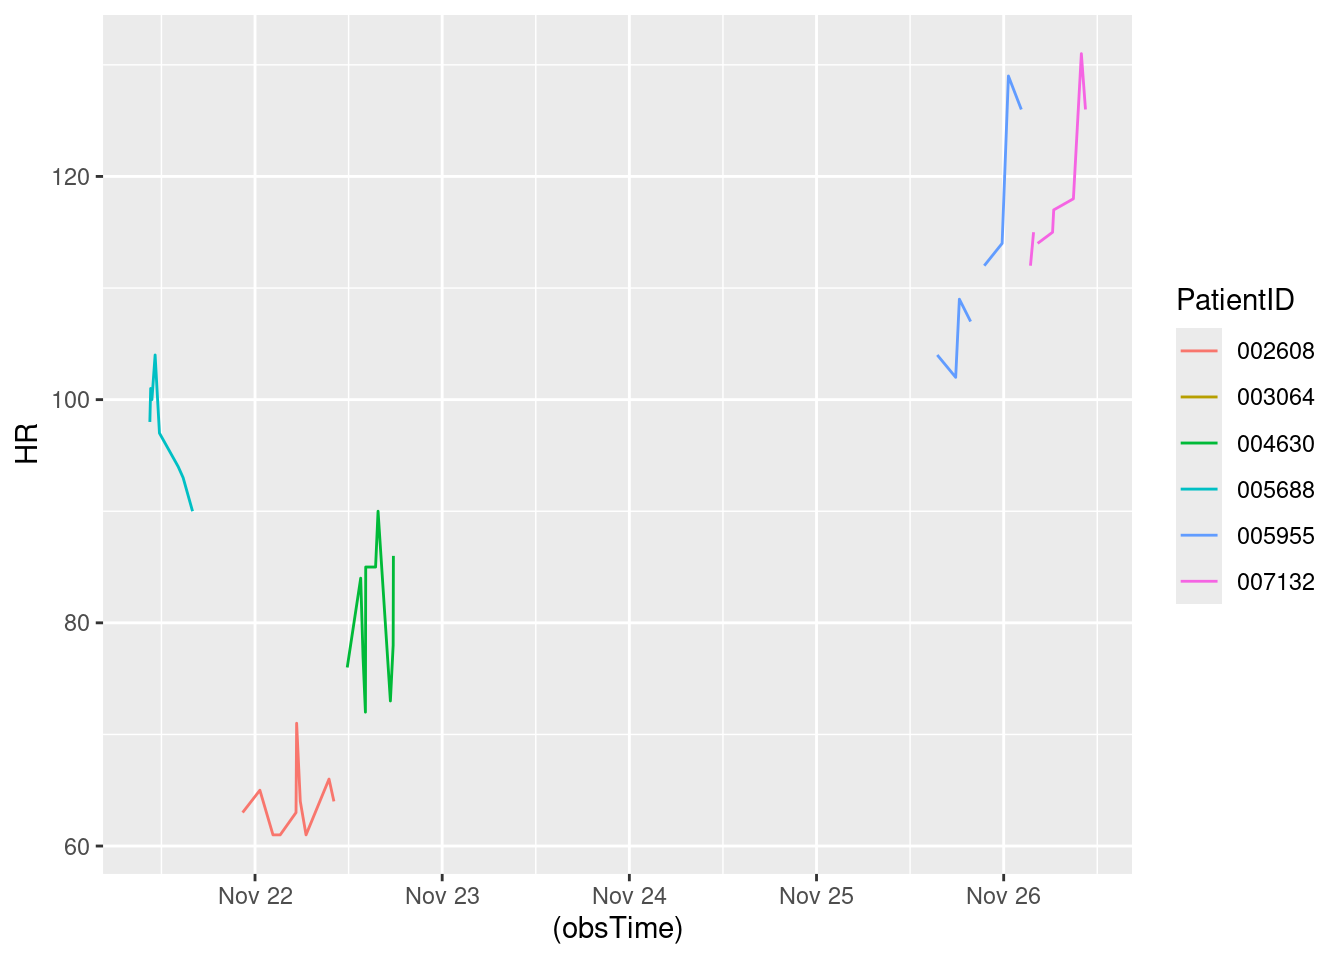 120
100
80
60
HR
Nov 22
Nov 23
Nov 24
Nov 25
Nov 26
(obsTime)
PatientID
002608
003064
004630
005688
005955
007132